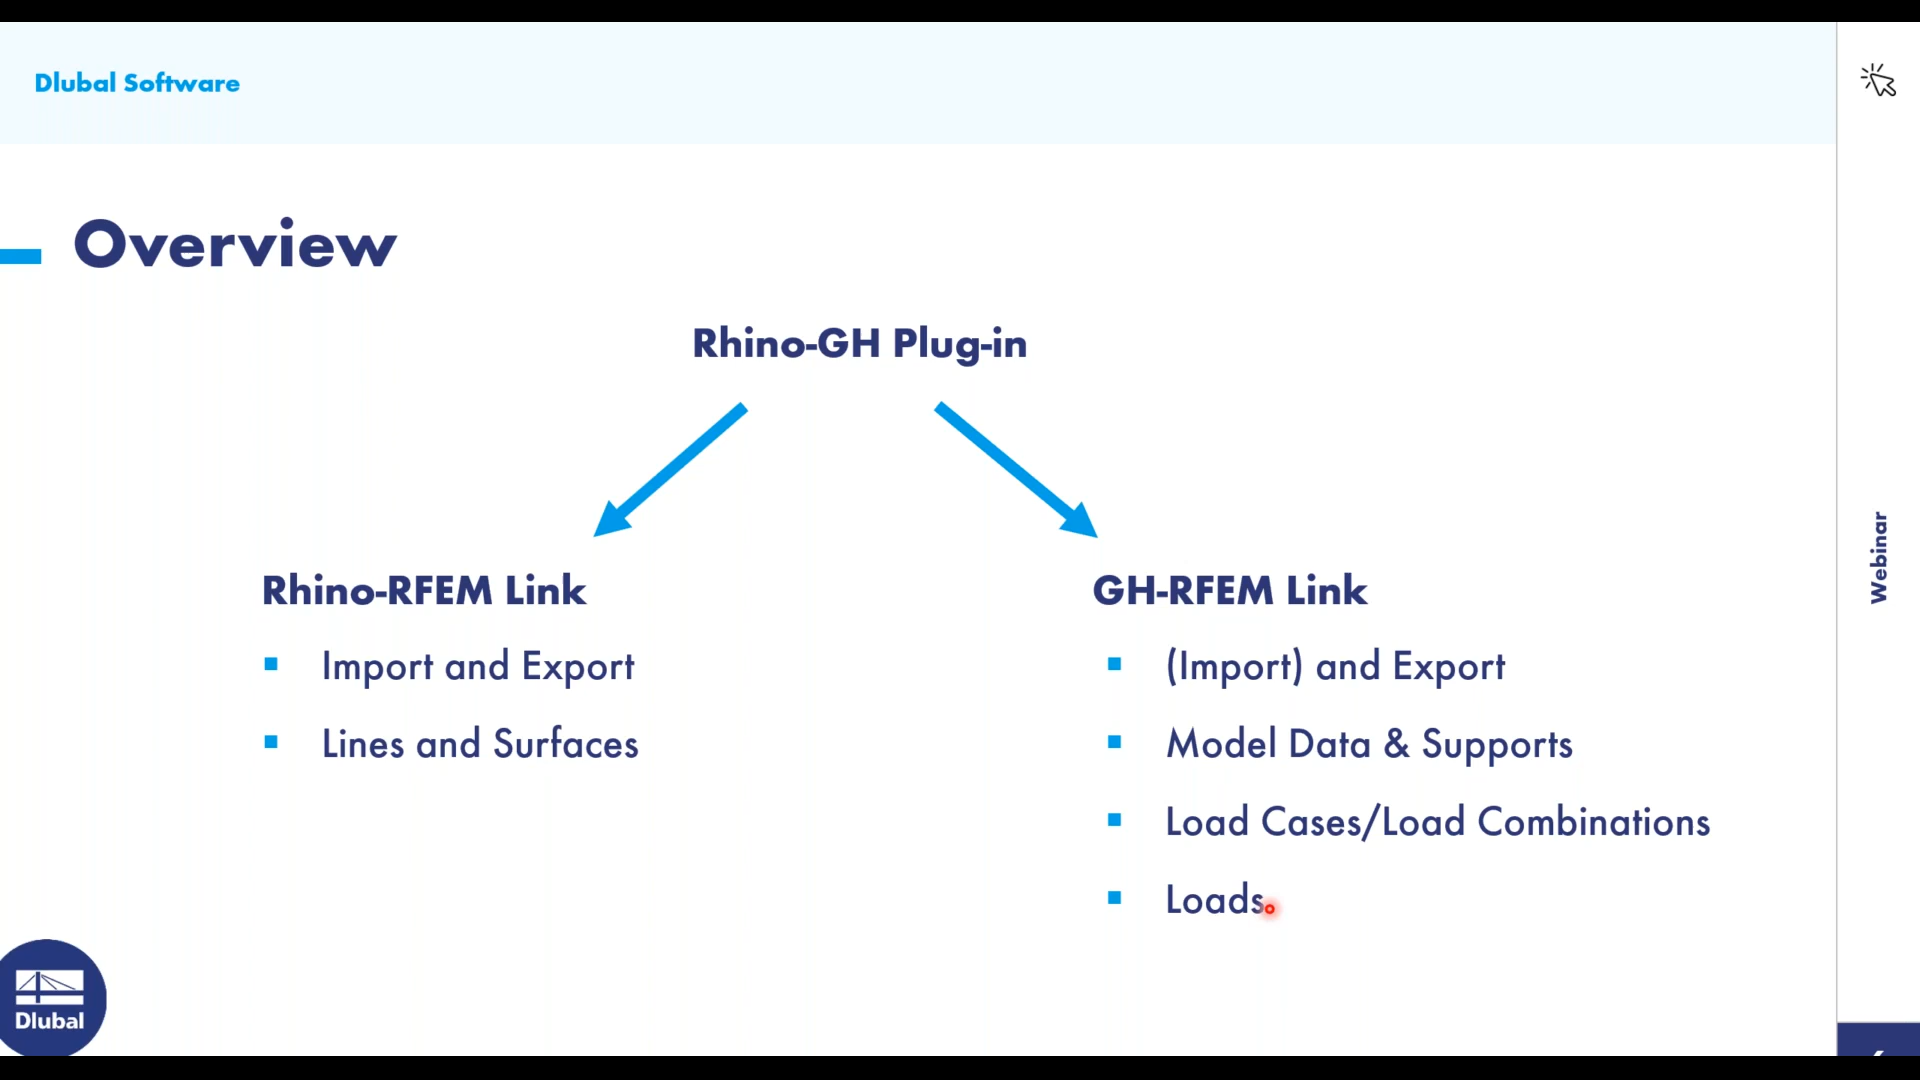 Dlubal Software
Overview
Rhino-GH Plug-in
Rhino-RFEM Link
Import and Export
Lines and Surfaces
GH-RFEM Link
(Import) and Export
Model Data & Supports
Load Cases/Load Combinations
Loads
Webinar
Dlubal